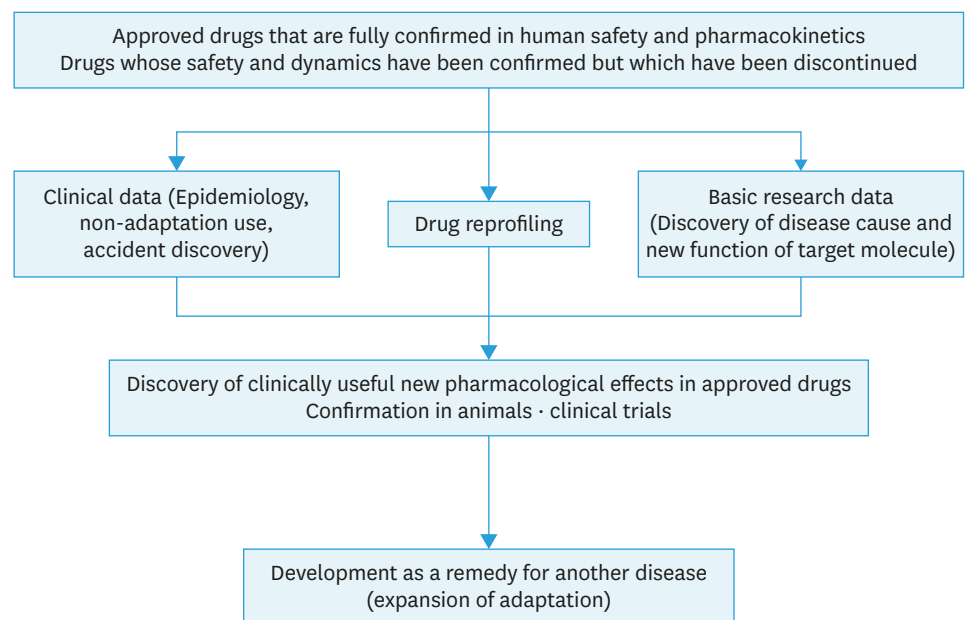 Approved drugs that are fully confirmed in human safety and pharmacokinetics
Drugs whose safety and dynamics have been confirmed but which have been discontinued
Clinical data (Epidemiology,
non-adaptation use,
accident discovery)
Drug reprofiling
Basic research data
(Discovery of disease cause and
new function of target molecule)
Discovery of clinically useful new pharmacological effects in approved drugs
Confirmation in animals · clinical trials
Development as a remedy for another disease
(expansion of adaptation)